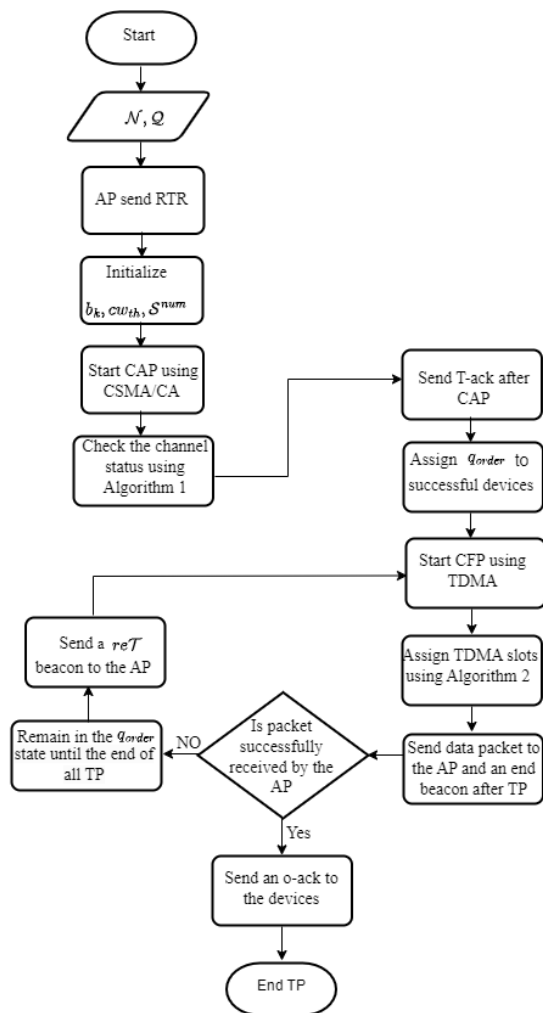 Start
𝒩, 𝒬
AP send RTR
Initialize
b_k, cw_th, 𝒮^num
Start CAP using
CSMA/CA
Check the channel
status using
Algorithm 1
Send T-ack after
CAP
Assign q_order to
successful devices
Start CFP using
TDMA
Assign TDMA slots
using Algorithm 2
Send data packet to
the AP and an end
beacon after TP
Is packet
successfully
received by the
AP
NO
Remain in the q_order
state until the end of
all TP
Send a re𝒯
beacon to the AP
Yes
Send an o-ack to
the devices
End TP